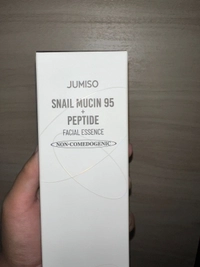 JUMISO
SNAIL MUCIN 95
+
PEPTIDE
FACIAL ESSENCE
NON-COMEDOGENIC